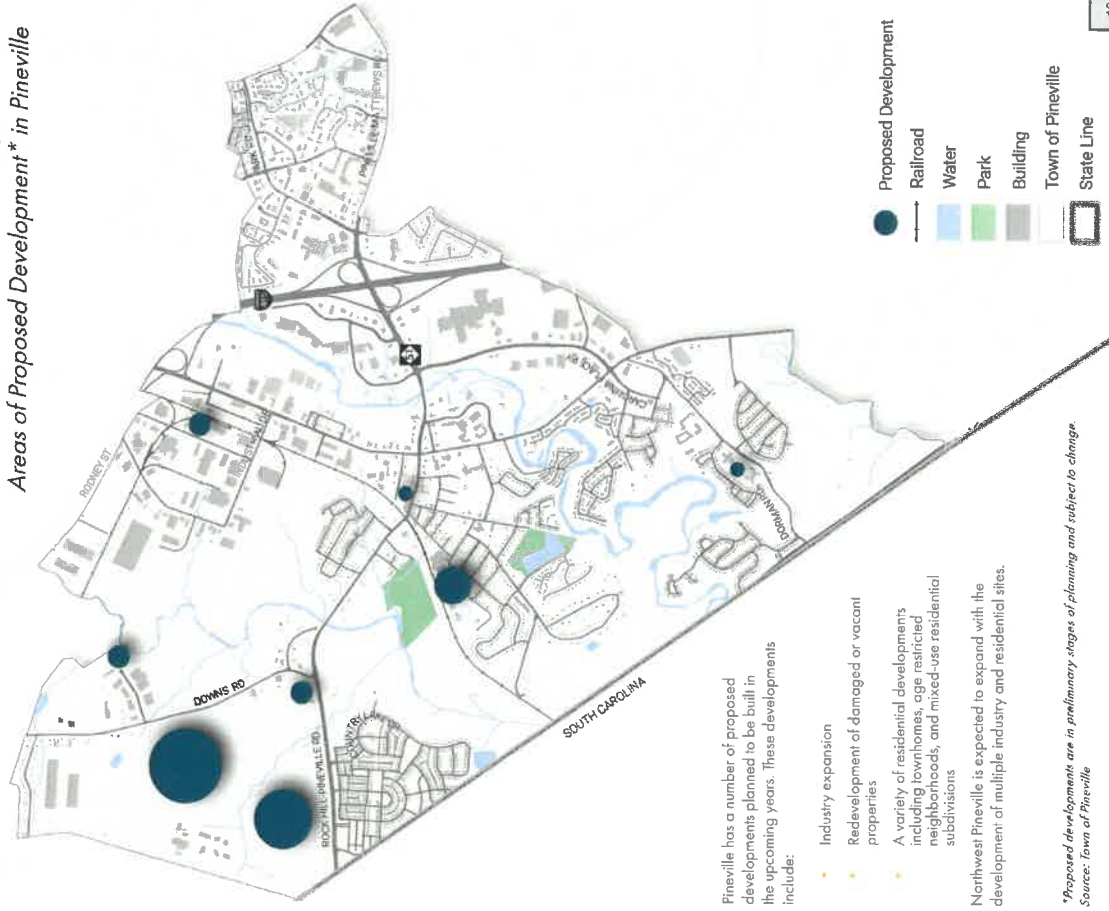 Areas of Proposed Development* in Pineville
RODNEY ST
DOWNS RD
ROCK HILL-PINEVILLE RD
SOUTH CAROLINA
DORMAN RD
51
Proposed Development
Railroad
Water
Park
Building
Town of Pineville
State Line
Pineville has a number of proposed
developments planned to be built in
the upcoming years. These developments
include:
• Industry expansion
• Redevelopment of damaged or vacant
properties
• A variety of residential developments
including townhomes, age restricted
neighborhoods, and mixed-use residential
subdivisions
Northwest Pineville is expected to expand with the
development of multiple industry and residential sites.
*Proposed developments are in preliminary stages of planning and subject to change.
Source: Town of Pineville